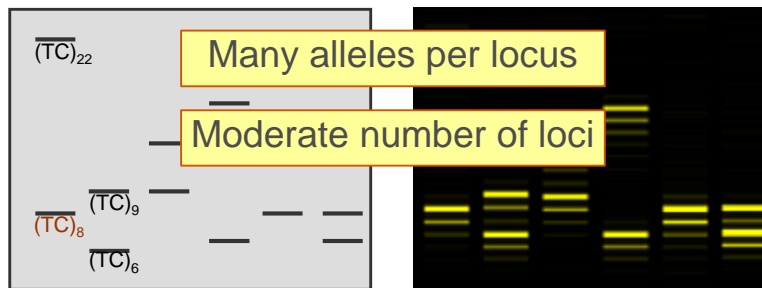 Many alleles per locus
(TC)22
Moderate number of loci
(TC)9
(TC)8
(TC)6